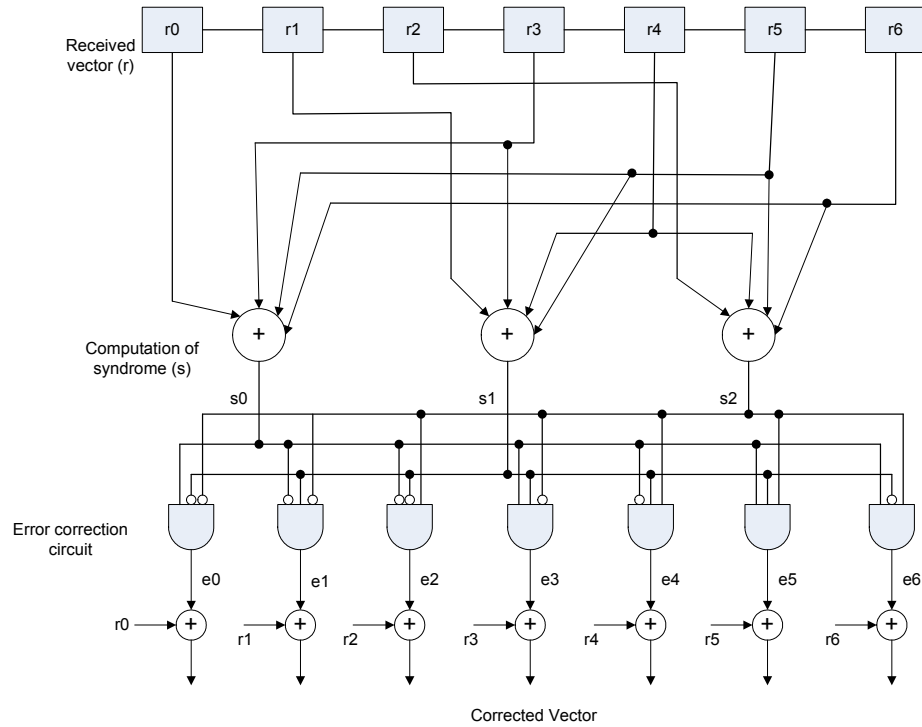 r0 r1 r2 r3 r4 r5 r6
Received
vector (r)
+ + +
Computation of
syndrome (s)
s0 s1 s2
Error correction
circuit
e0 e1 e2 e3 e4 e5 e6
r0 + r1 + r2 + r3 + r4 + r5 + r6 +
Corrected Vector